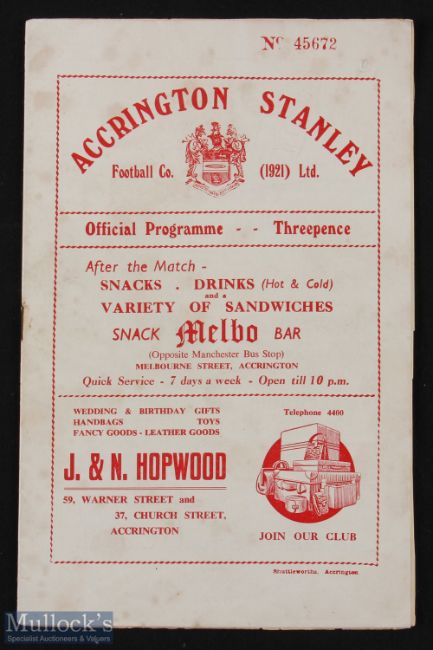 Nº 45672
ACCRINGTON STANLEY
Football Co. (1921) Ltd.
Official Programme - - Threepence
After the Match -
SNACKS . DRINKS (Hot & Cold)
and a
VARIETY OF SANDWICHES
SNACK Melbo BAR
(Opposite Manchester Bus Stop)
MELBOURNE STREET, ACCRINGTON
Quick Service - 7 days a week - Open till 10 p.m.
WEDDING & BIRTHDAY GIFTS
HANDBAGS TOYS
FANCY GOODS - LEATHER GOODS
J. & N. HOPWOOD
59, WARNER STREET and
37, CHURCH STREET,
ACCRINGTON
Telephone 4460
JOIN OUR CLUB
Shuttleworths, Accrington
Mullock's
Specialist Auctioneers & Valuers